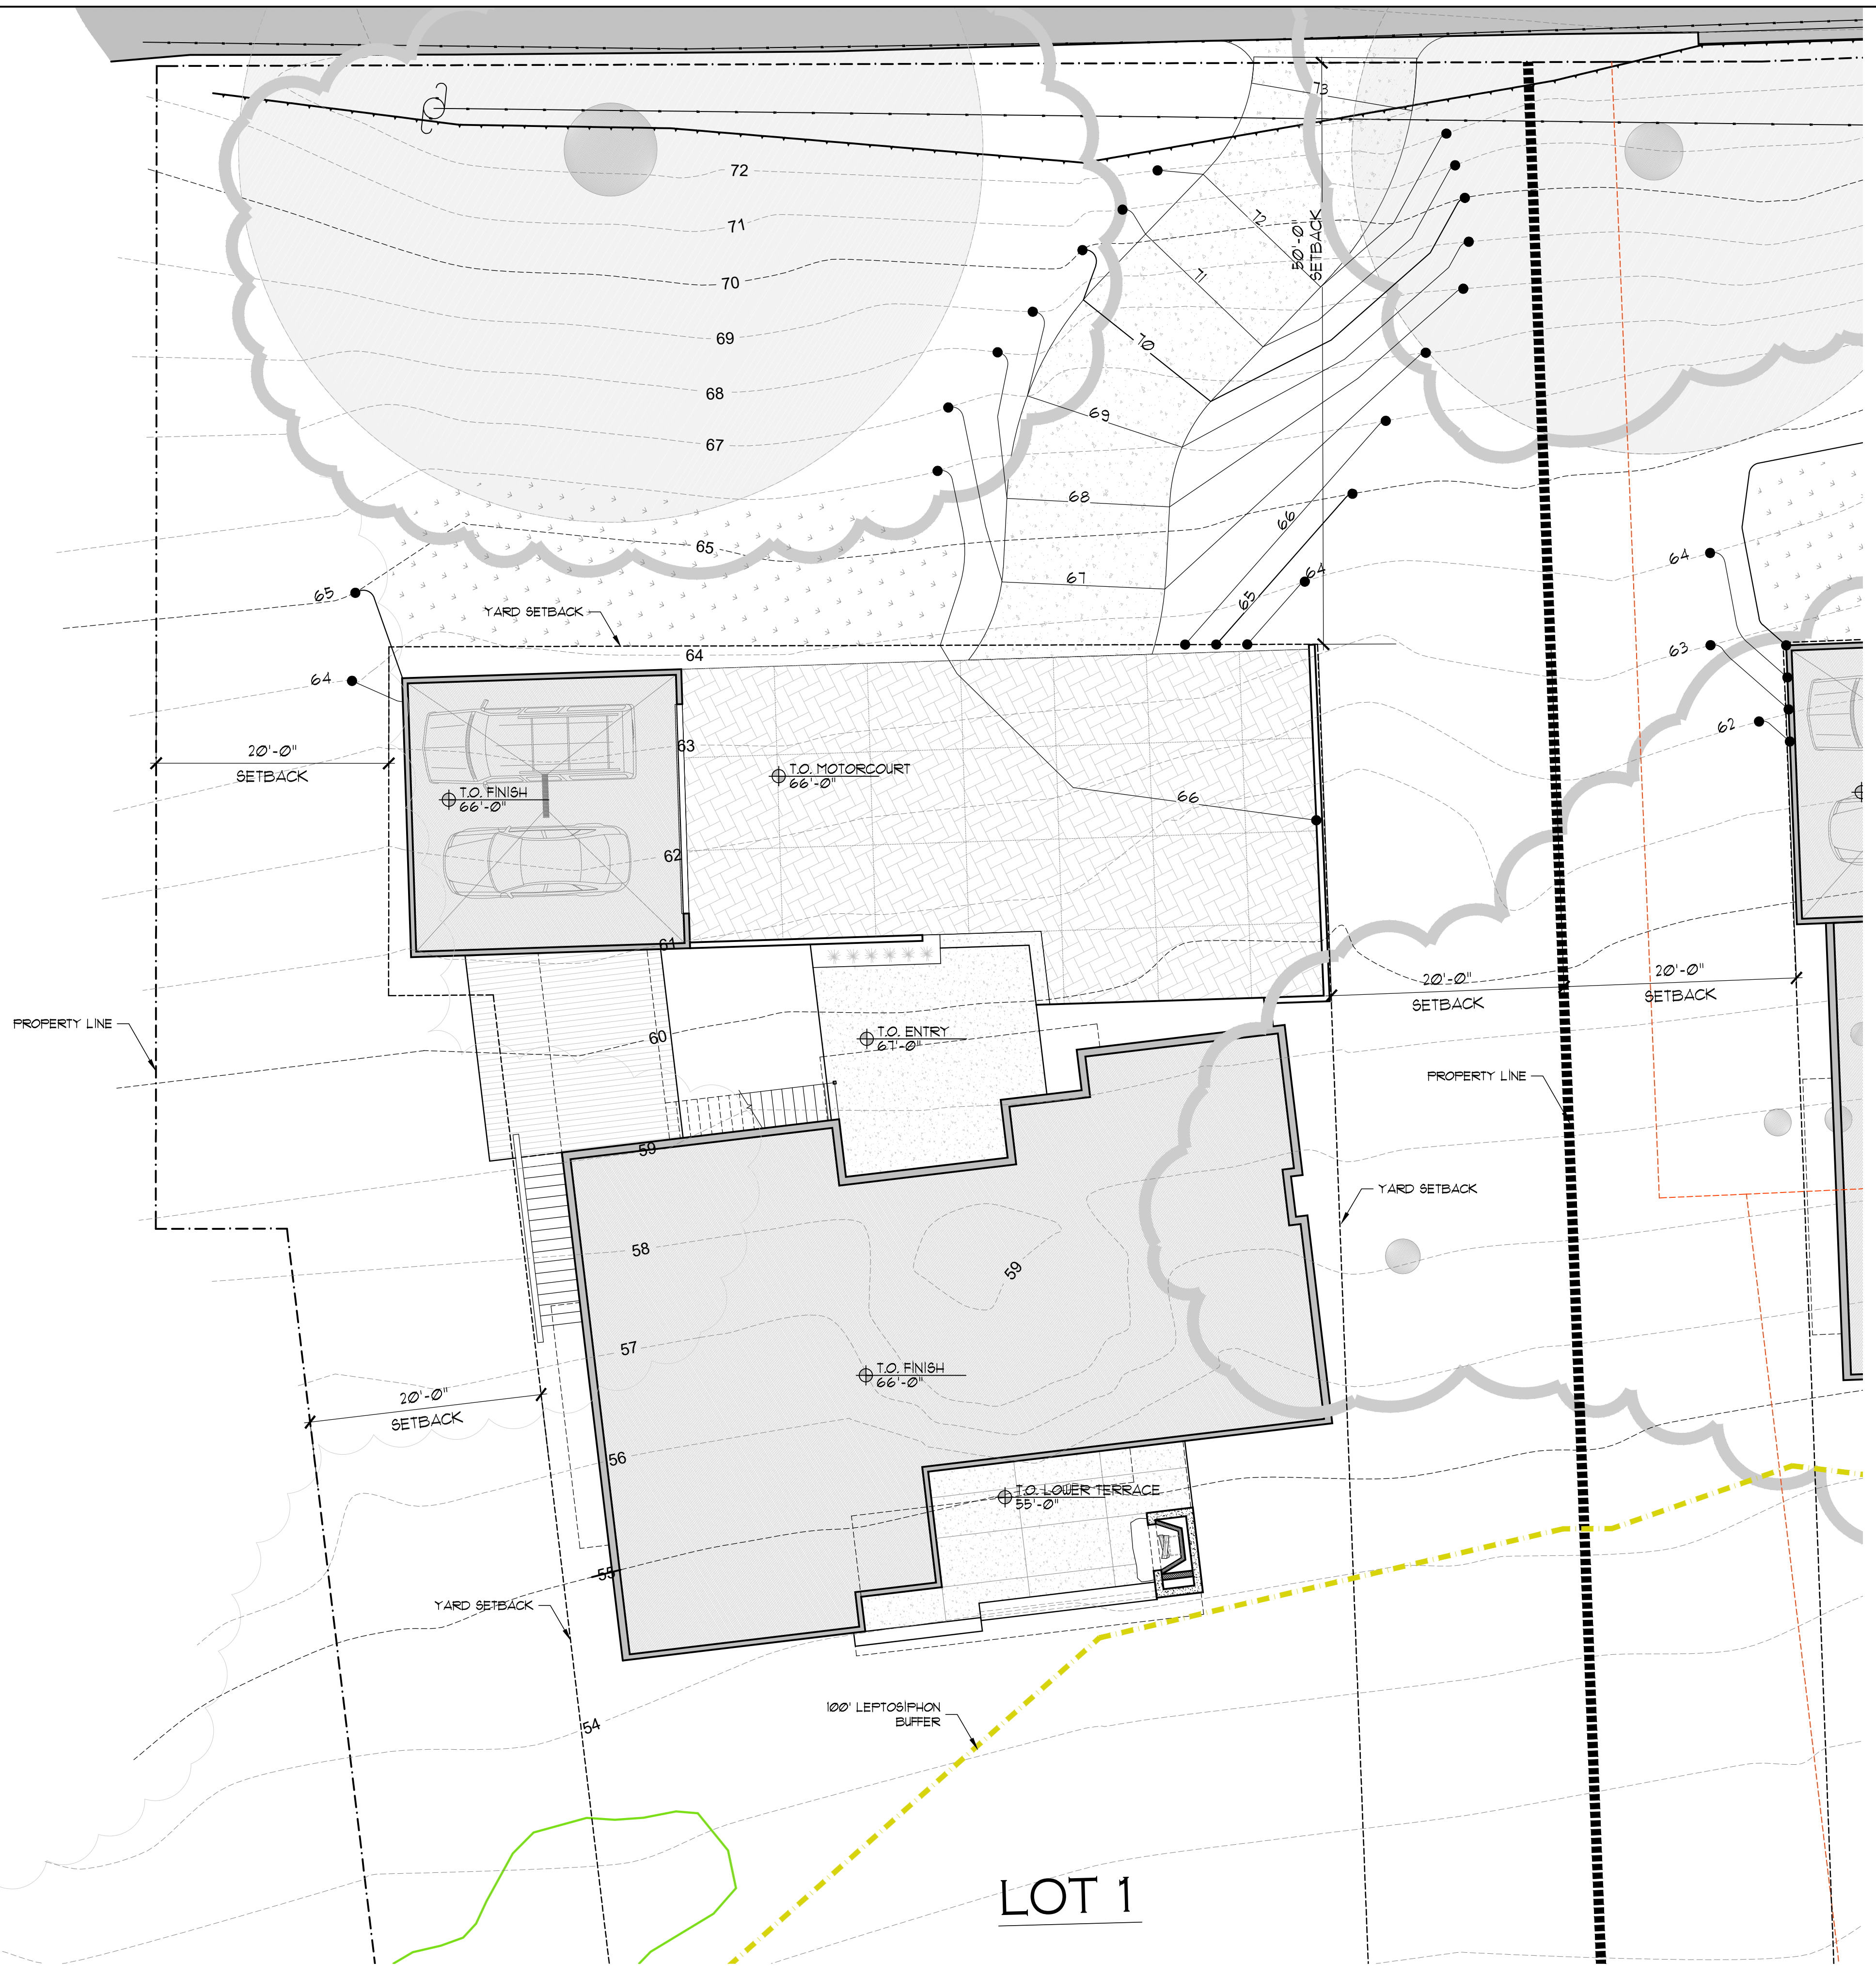 73
72
72
71
50'-0"
SETBACK
71
70
70
69
69
68
68
67
66
65
67
64
65
65
64
YARD SETBACK
64
63
64
62
63
20'-0"
SETBACK
T.O. MOTORCOURT
66'-0"
T.O. FINISH
66'-0"
66
62
61
20'-0"
SETBACK
20'-0"
SETBACK
PROPERTY LINE
T.O. ENTRY
67'-0"
60
PROPERTY LINE
59
YARD SETBACK
58
59
57
T.O. FINISH
66'-0"
20'-0"
SETBACK
56
T.O. LOWER TERRACE
55'-0"
55
YARD SETBACK
100' LEPTOSIPHON
BUFFER
54
LOT 1